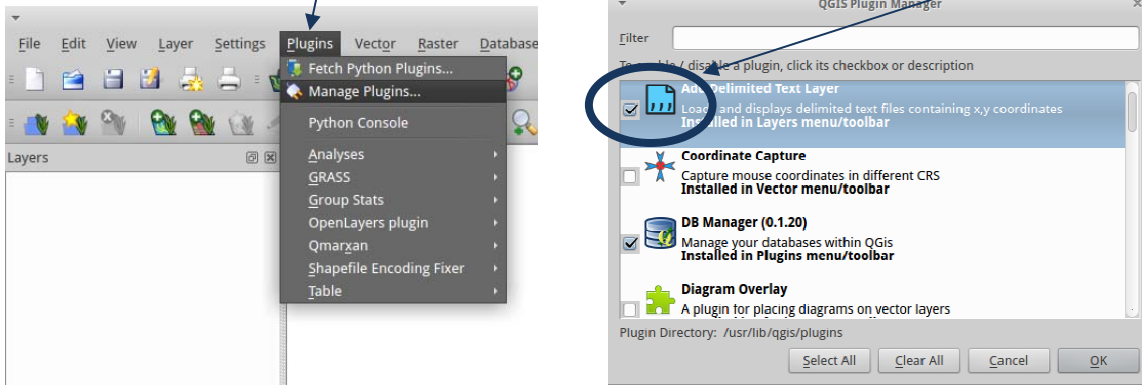 File Edit View Layer Settings Plugins Vector Raster Database
Fetch Python Plugins...
Manage Plugins...
Python Console
Layers
Analyses
GRASS
Group Stats
OpenLayers plugin
Qmarxan
Shapefile Encoding Fixer
Table
QGIS Plugin Manager
Filter
To enable / disable a plugin, click its checkbox or description
Add Delimited Text Layer
Loads and displays delimited text files containing x,y coordinates
Installed in Layers menu/toolbar
Coordinate Capture
Capture mouse coordinates in different CRS
Installed in Vector menu/toolbar
DB Manager (0.1.20)
Manage your databases within QGis
Installed in Plugins menu/toolbar
Diagram Overlay
A plugin for placing diagrams on vector layers
Plugin Directory: /usr/lib/qgis/plugins
Select All Clear All Cancel OK